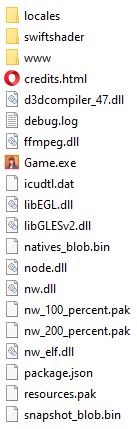 locales
swiftshader
www
credits.html
d3dcompiler_47.dll
debug.log
ffmpeg.dll
Game.exe
icudtl.dat
libEGL.dll
libGLESv2.dll
natives_blob.bin
node.dll
nw.dll
nw_100_percent.pak
nw_200_percent.pak
nw_elf.dll
package.json
resources.pak
snapshot_blob.bin